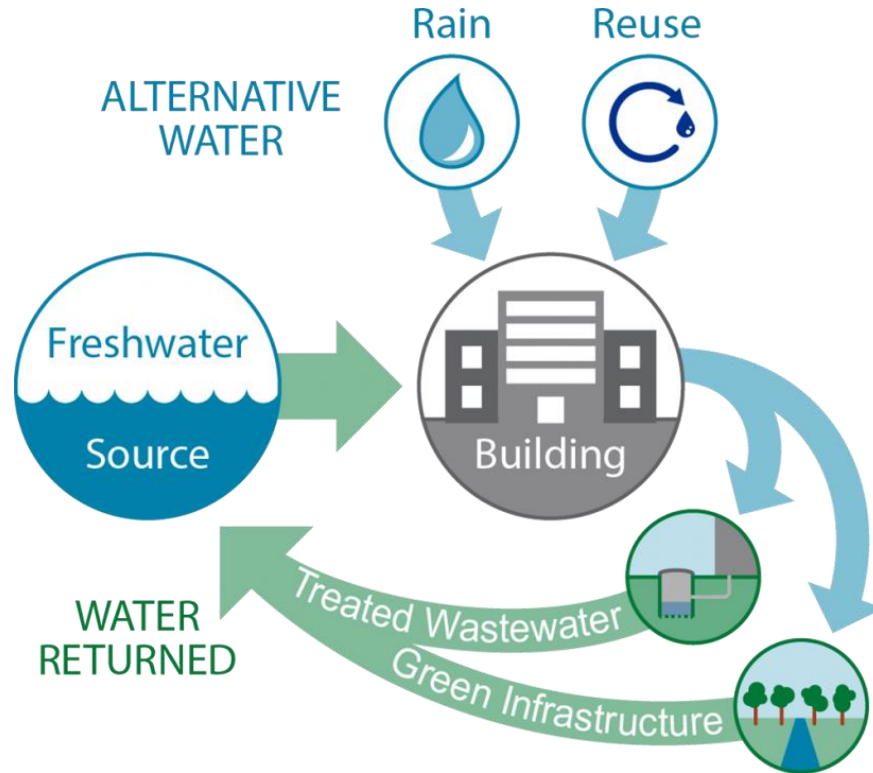 Rain
Reuse
ALTERNATIVE
WATER
Freshwater
Source
Building
Treated Wastewater
Green Infrastructure
WATER
RETURNED